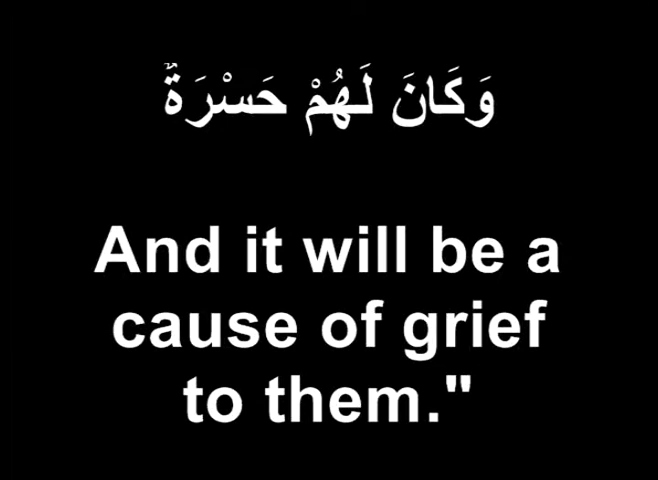 وَكَانَ لَهُمْ حَسْرَةٌ
And it will be a
cause of grief
to them."